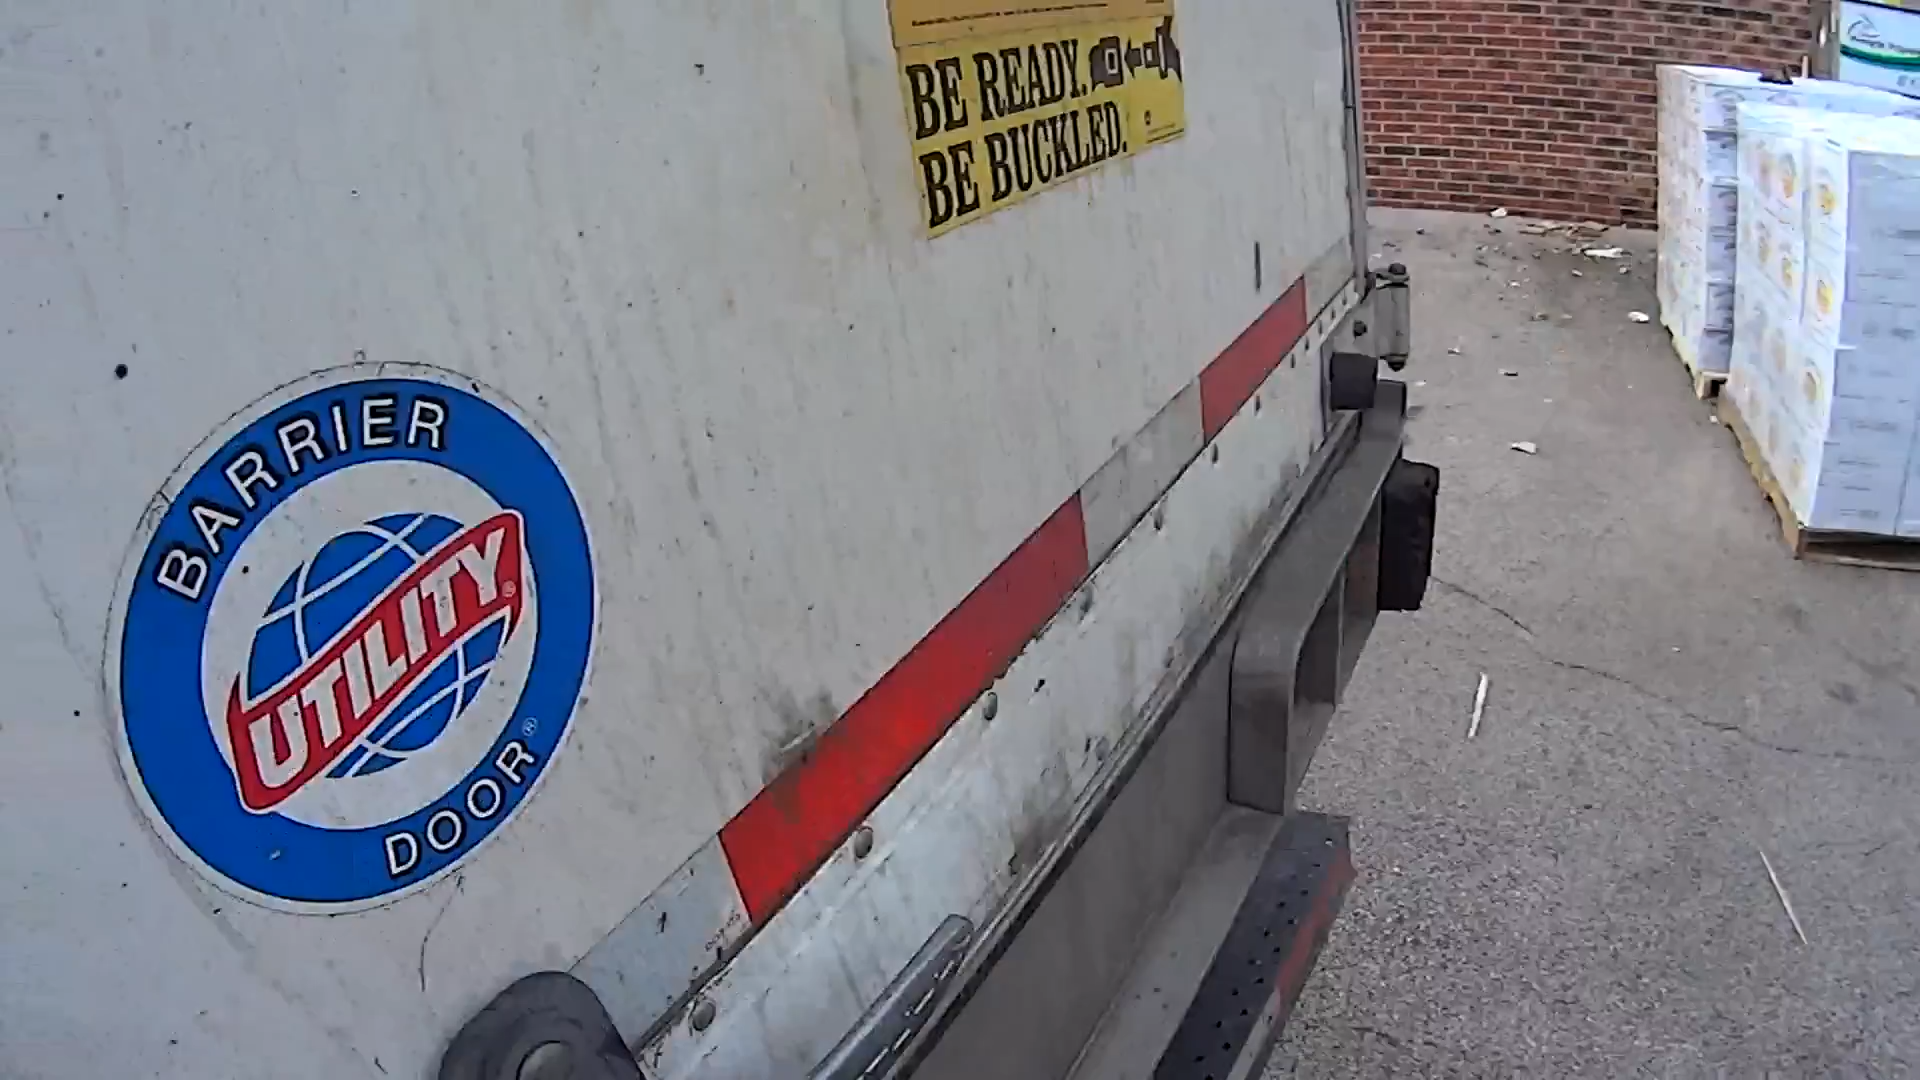 BE READY.
BE BUCKLED.
BARRIER
UTILITY®
DOOR®